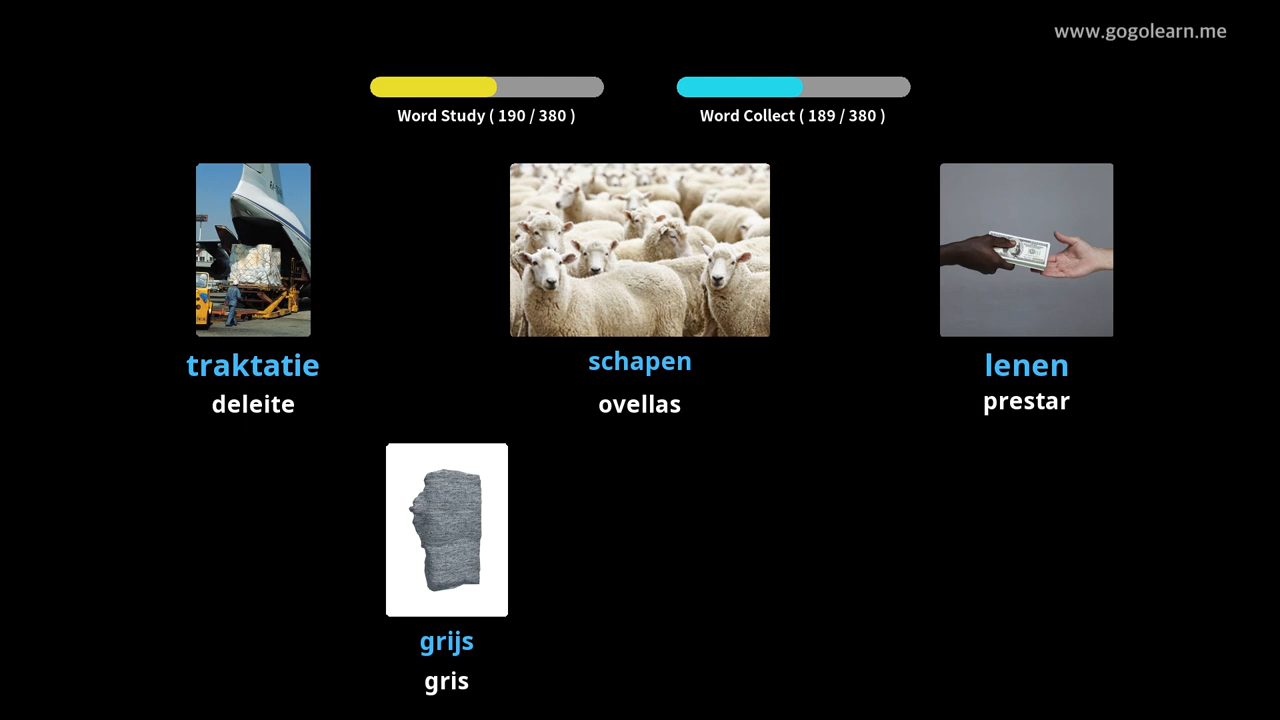 www.gogolearn.me
Word Study ( 190 / 380 )
Word Collect ( 189 / 380 )
traktatie
deleite
schapen
ovellas
lenen
prestar
grijs
gris